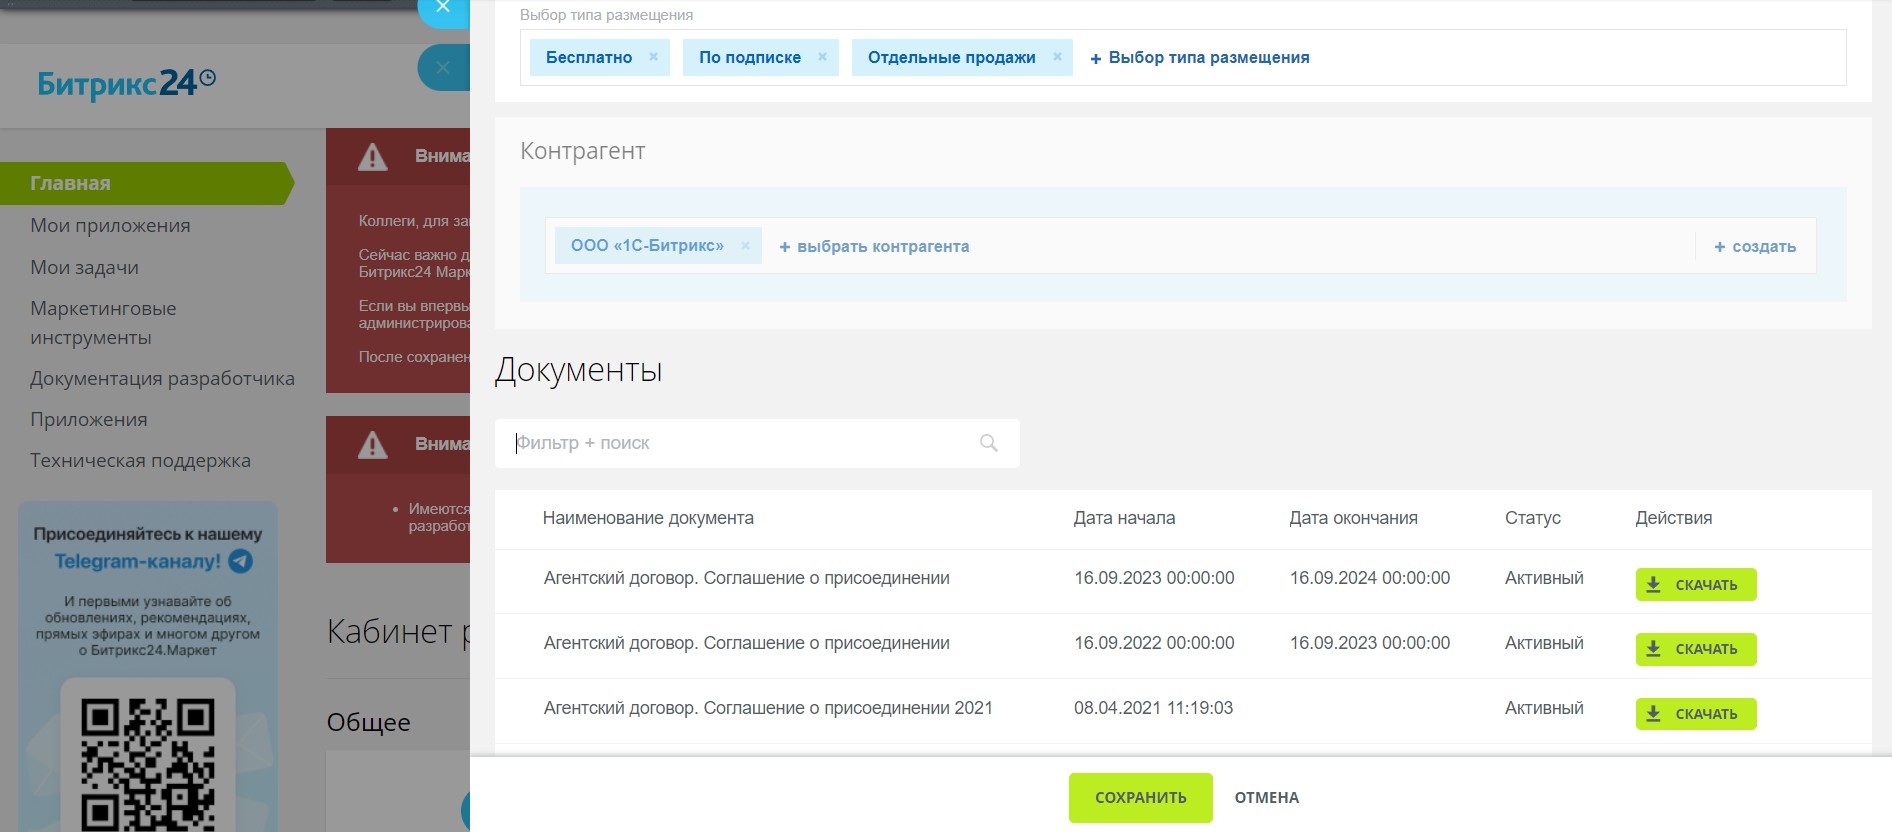 Битрикс24
Главная
Мои приложения
Мои задачи
Маркетинговые
инструменты
Документация разработчика
Приложения
Техническая поддержка
Присоединяйтесь к нашему
Telegram-каналу!
И первыми узнавайте об
обновлениях, рекомендациях,
прямых эфирах и многом другом
о Битрикс24.Маркет
Внима
Коллеги, для за
Сейчас важно д
Битрикс24 Марк
Если вы впервы
администрирова
После сохранен
Внима
• Имеются
разработ
Кабинет р
Общее
Выбор типа размещения
Бесплатно × По подписке × Отдельные продажи × + Выбор типа размещения
Контрагент
ООО «1С-Битрикс» × + выбрать контрагента + создать
Документы
Фильтр + поиск
Наименование документа Дата начала Дата окончания Статус Действия
Агентский договор. Соглашение о присоединении 16.09.2023 00:00:00 16.09.2024 00:00:00 Активный СКАЧАТЬ
Агентский договор. Соглашение о присоединении 16.09.2022 00:00:00 16.09.2023 00:00:00 Активный СКАЧАТЬ
Агентский договор. Соглашение о присоединении 2021 08.04.2021 11:19:03 Активный СКАЧАТЬ
СОХРАНИТЬ ОТМЕНА